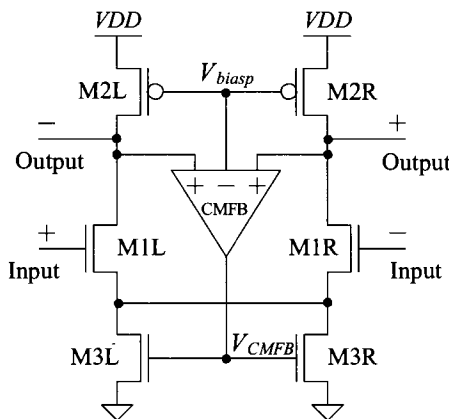 VDD VDD
M2L V_biasp M2R
− +
Output Output
+ − +
CMFB
+ −
M1L M1R
Input Input
M3L V_CMFB M3R